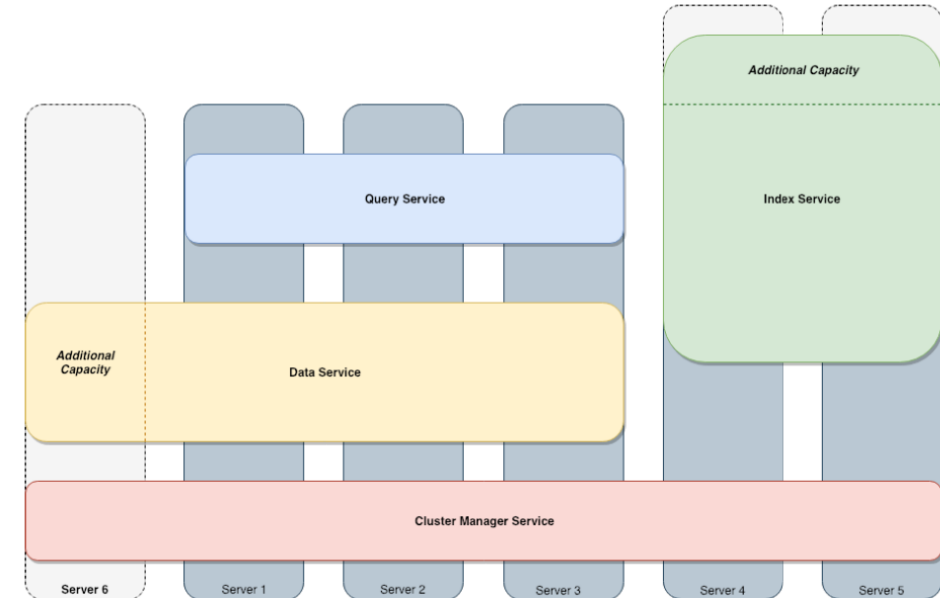 Additional Capacity
Query Service
Index Service
Additional
Capacity
Data Service
Cluster Manager Service
Server 6
Server 1
Server 2
Server 3
Server 4
Server 5